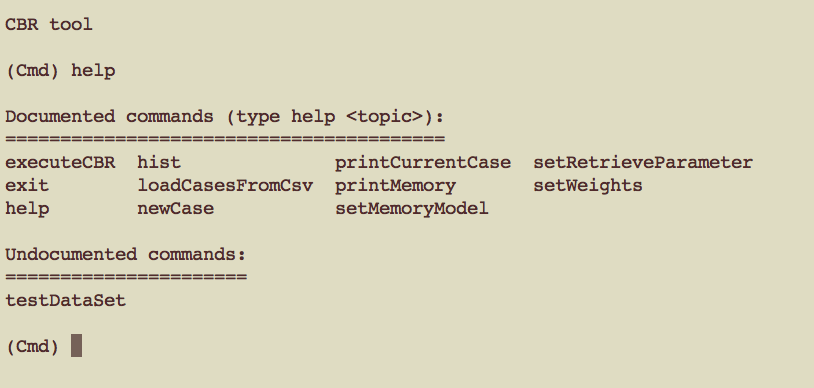 CBR tool
(Cmd) help
Documented commands (type help <topic>):
========================================
executeCBR  hist              printCurrentCase  setRetrieveParameter
exit        loadCasesFromCsv  printMemory       setWeights
help        newCase           setMemoryModel
Undocumented commands:
======================
testDataSet
(Cmd)